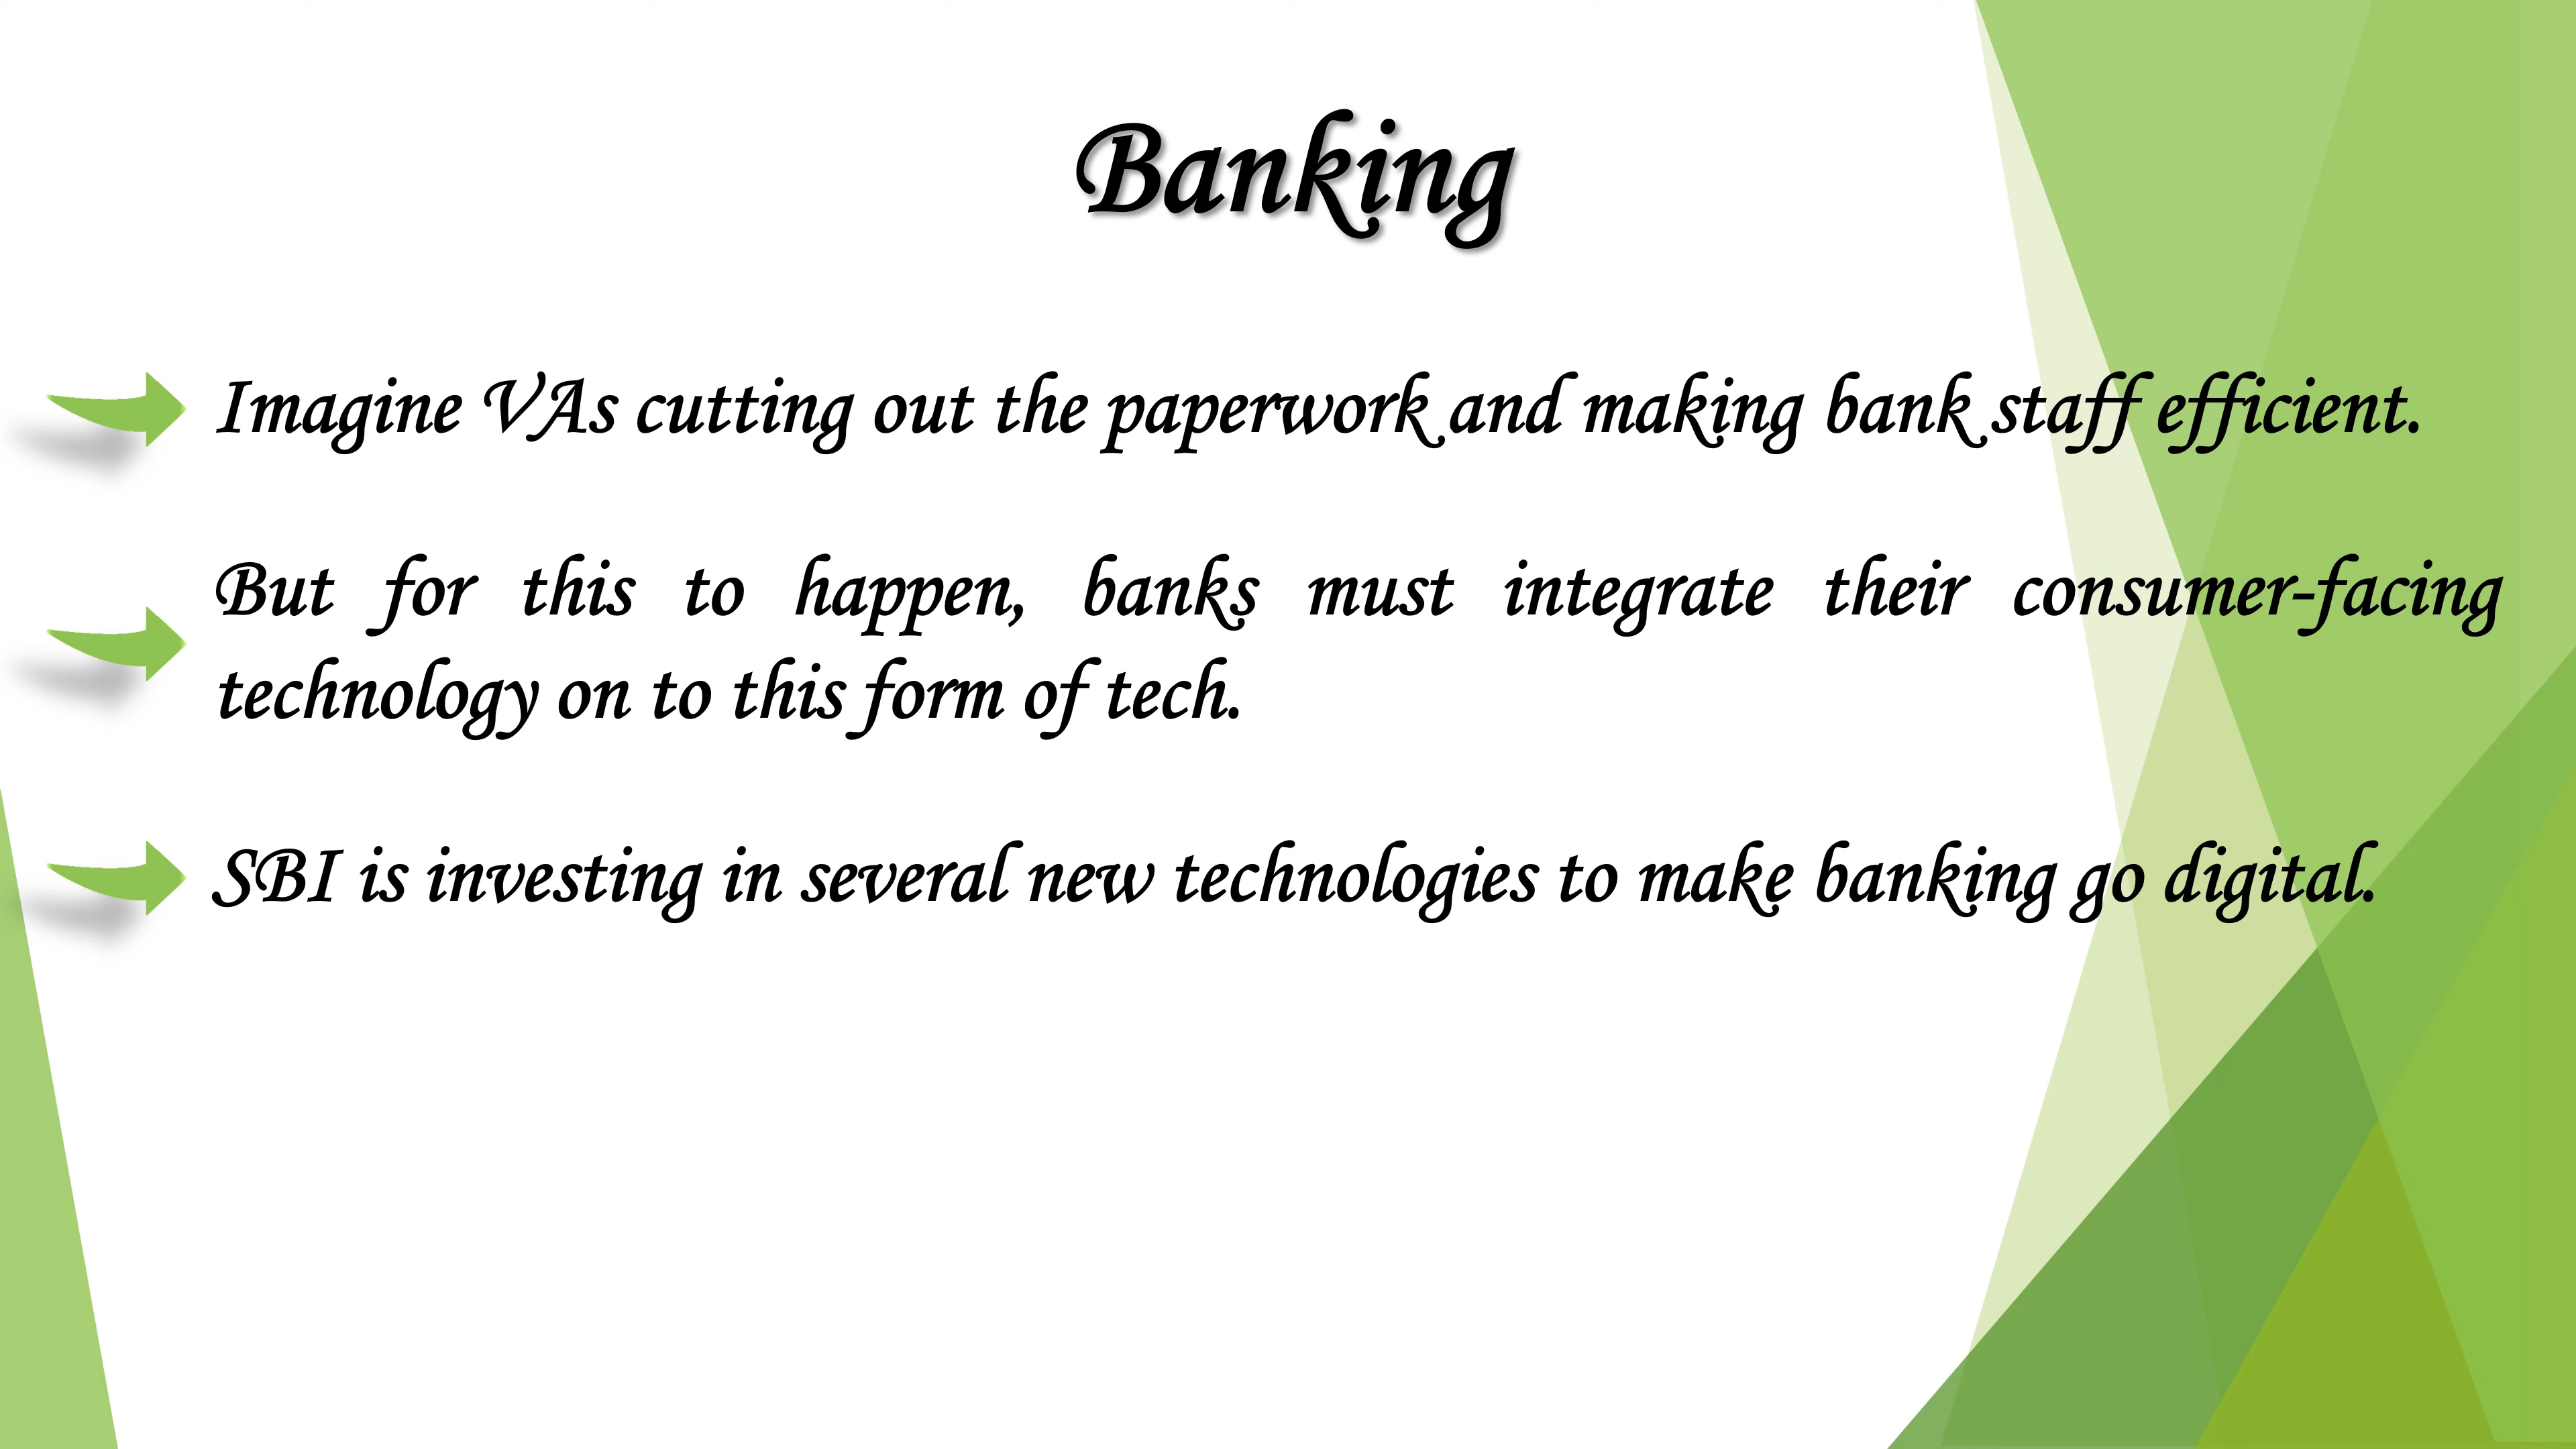 Banking
Imagine VAs cutting out the paperwork and making bank staff efficient.
But for this to happen, banks must integrate their consumer-facing
technology on to this form of tech.
SBI is investing in several new technologies to make banking go digital.